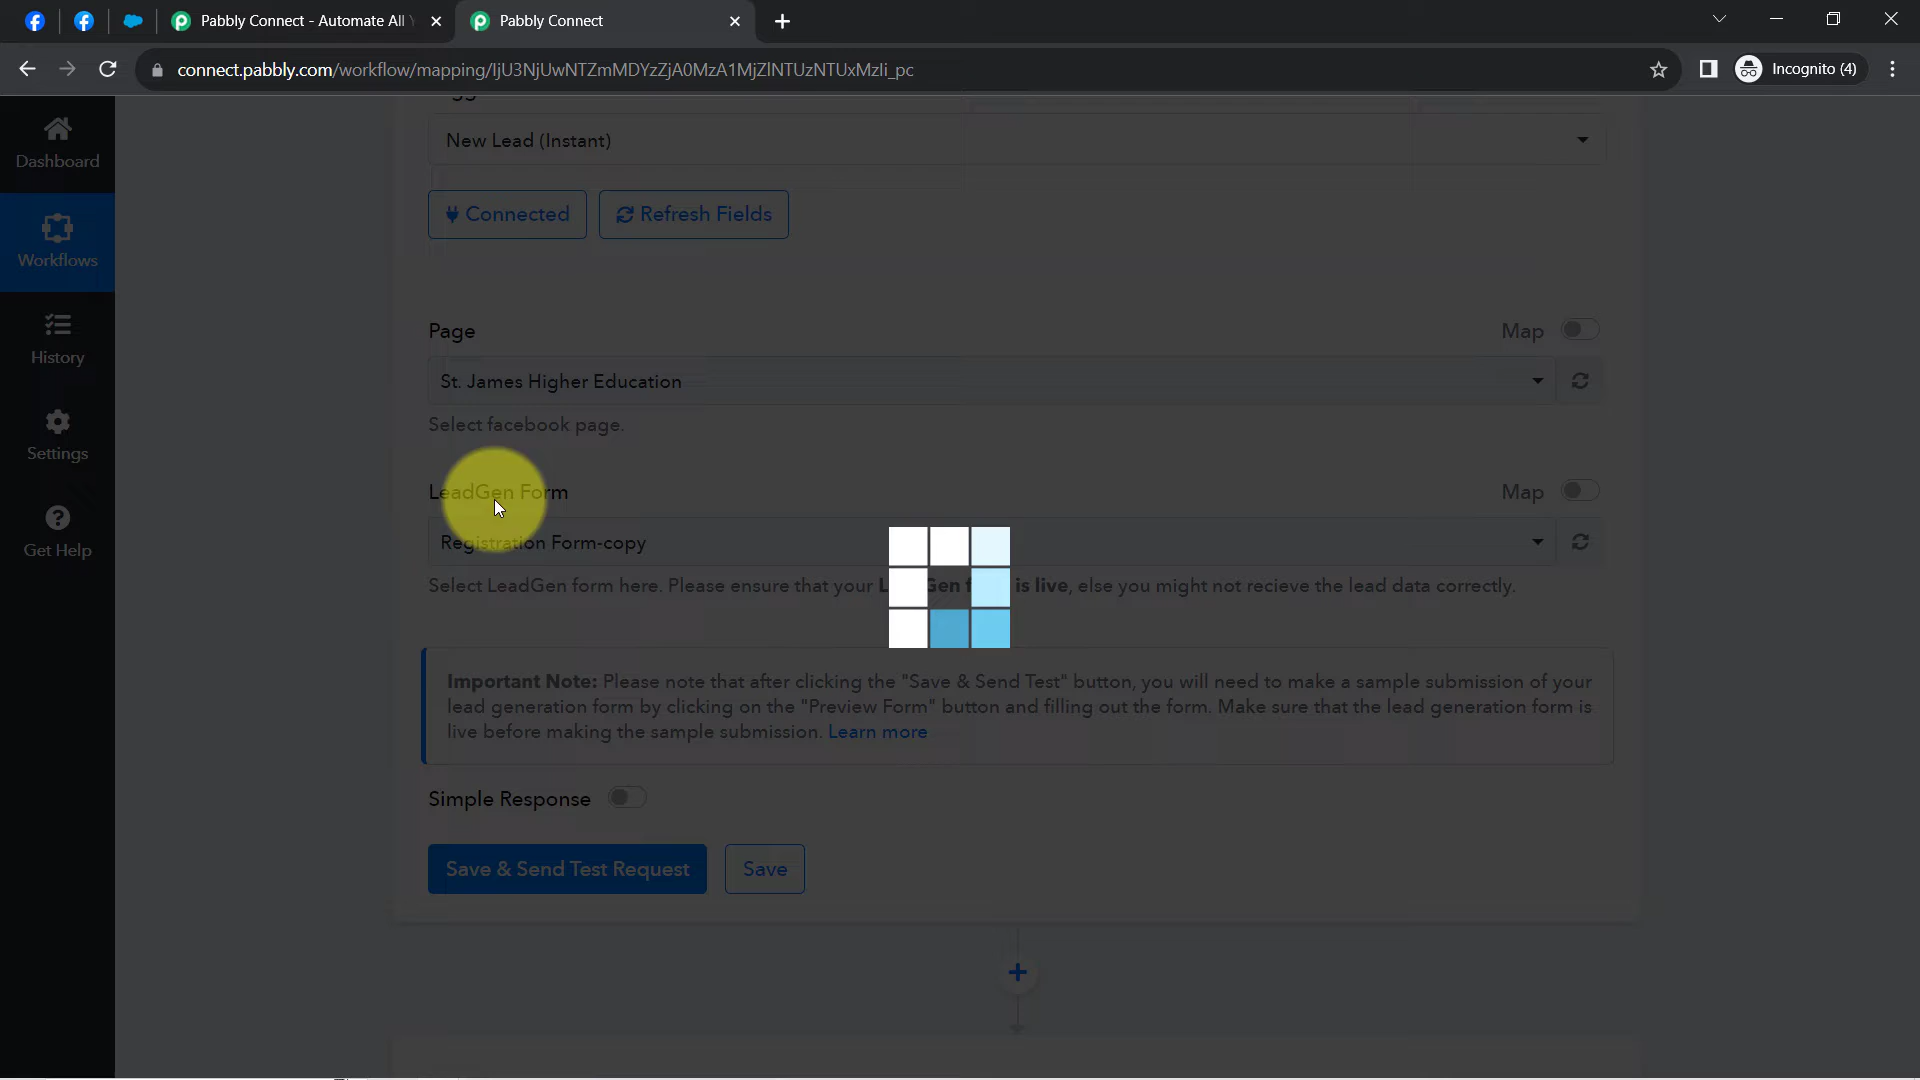 Pabbly Connect - Automate All
Pabbly Connect
connect.pabbly.com/workflow/mapping/IjU3NjUwNTZmMDYzZjA0MzA1MjZlNTUzNTUxMzIi_pc
Incognito (4)
Dashboard
Workflows
History
Settings
Get Help
New Lead (Instant)
Connected
Refresh Fields
Page
Map
St. James Higher Education
Select facebook page.
LeadGen Form
Map
Registration Form-copy
Select LeadGen form here. Please ensure that your is live, else you might not recieve the lead data correctly.
Important Note: Please note that after clicking the "Save & Send Test" button, you will need to make a sample submission of your
lead generation form by clicking on the "Preview Form" button and filling out the form. Make sure that the lead generation form is
live before making the sample submission. Learn more
Simple Response
Save & Send Test Request
Save